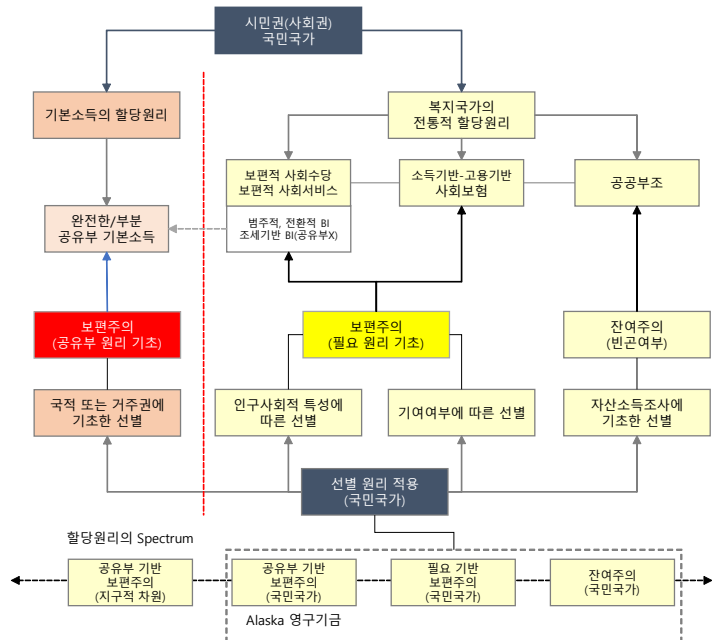 시민권(사회권)
국민국가
기본소득의 할당원리
복지국가의
전통적 할당원리
보편적 사회수당
보편적 사회서비스
소득기반-고용기반
사회보험
공공부조
완전한/부분
공유부 기본소득
범주적, 전환적 BI
조세기반 BI(공유부X)
보편주의
(공유부 원리 기초)
보편주의
(필요 원리 기초)
잔여주의
(빈곤여부)
국적 또는 거주권에
기초한 선별
인구사회적 특성에
따른 선별
기여여부에 따른 선별
자산소득조사에
기초한 선별
선별 원리 적용
(국민국가)
할당원리의 Spectrum
공유부 기반
보편주의
(지구적 차원)
공유부 기반
보편주의
(국민국가)
필요 기반
보편주의
(국민국가)
잔여주의
(국민국가)
Alaska 영구기금